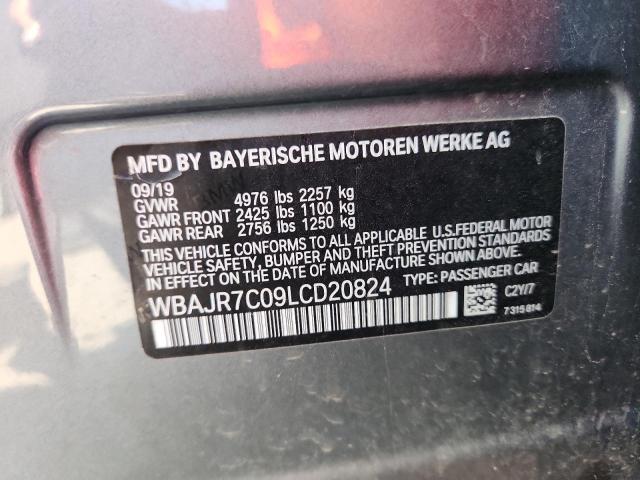 MFD BY BAYERISCHE MOTOREN WERKE AG
09/19
GVWR 4976 lbs 2257 kg
GAWR FRONT 2425 lbs 1100 kg
GAWR REAR 2756 lbs 1250 kg
THIS VEHICLE CONFORMS TO ALL APPLICABLE U.S.FEDERAL MOTOR
VEHICLE SAFETY, BUMPER AND THEFT PREVENTION STANDARDS
IN EFFECT ON THE DATE OF MANUFACTURE SHOWN ABOVE.
WBAJR7C09LCD20824 TYPE: PASSENGER CAR
C2Y/7
7315814